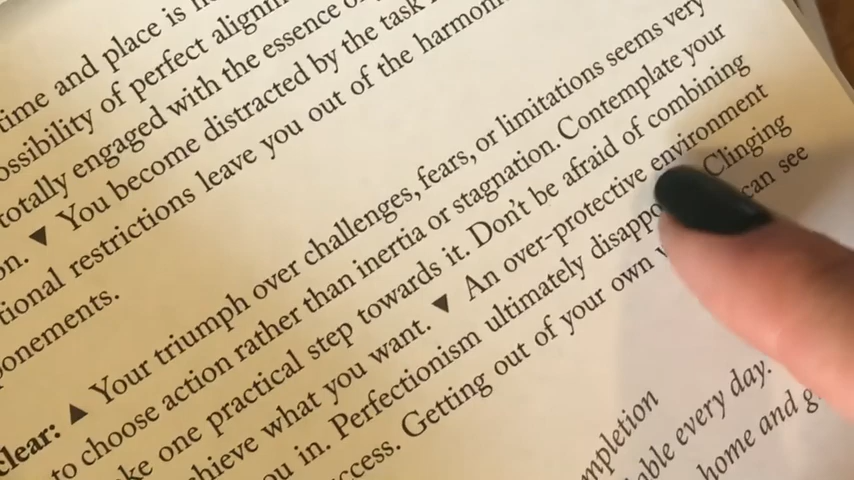 time and place is
possibility of perfect
totally engaged with the essence
on. ▼ You become distracted by the task
tional restrictions leave you out of the
ponements.
clear: ▲ Your triumph over challenges, fears, or limitations seems very
to choose action rather than inertia or stagnation. Contemplate your
ke one practical step towards it. Don't be afraid of combining
chieve what you want. ▼ An over-protective environment
ou in. Perfectionism ultimately Clinging
ccess. Getting out of your own can see
mpletion
able every day.
home and